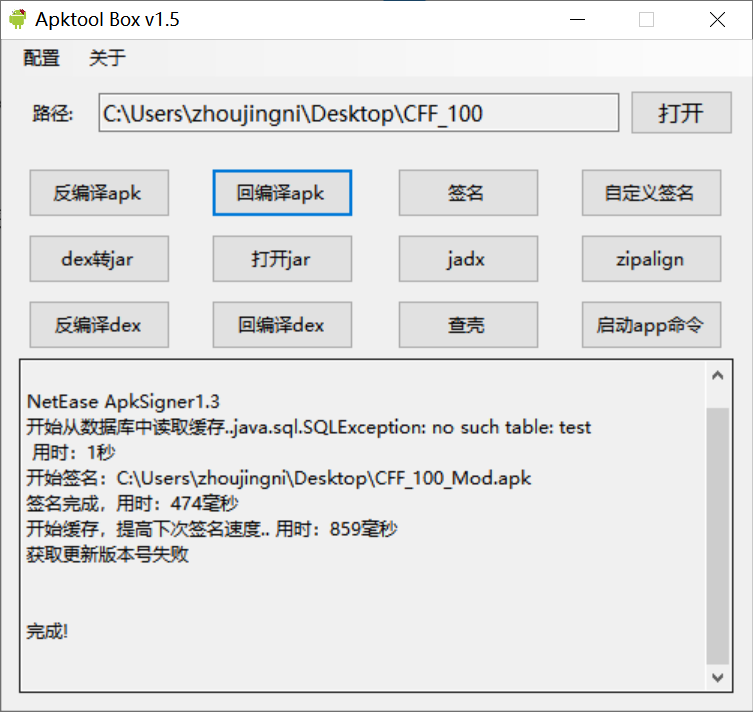 Apktool Box v1.5
配置 关于
路径: C:\Users\zhoujingni\Desktop\CFF_100 打开
反编译apk 回编译apk 签名 自定义签名
dex转jar 打开jar jadx zipalign
反编译dex 回编译dex 查壳 启动app命令
NetEase ApkSigner1.3
开始从数据库中读取缓存..java.sql.SQLException: no such table: test
用时：1秒
开始签名：C:\Users\zhoujingni\Desktop\CFF_100_Mod.apk
签名完成，用时：474毫秒
开始缓存，提高下次签名速度.. 用时：859毫秒
获取更新版本号失败
完成!